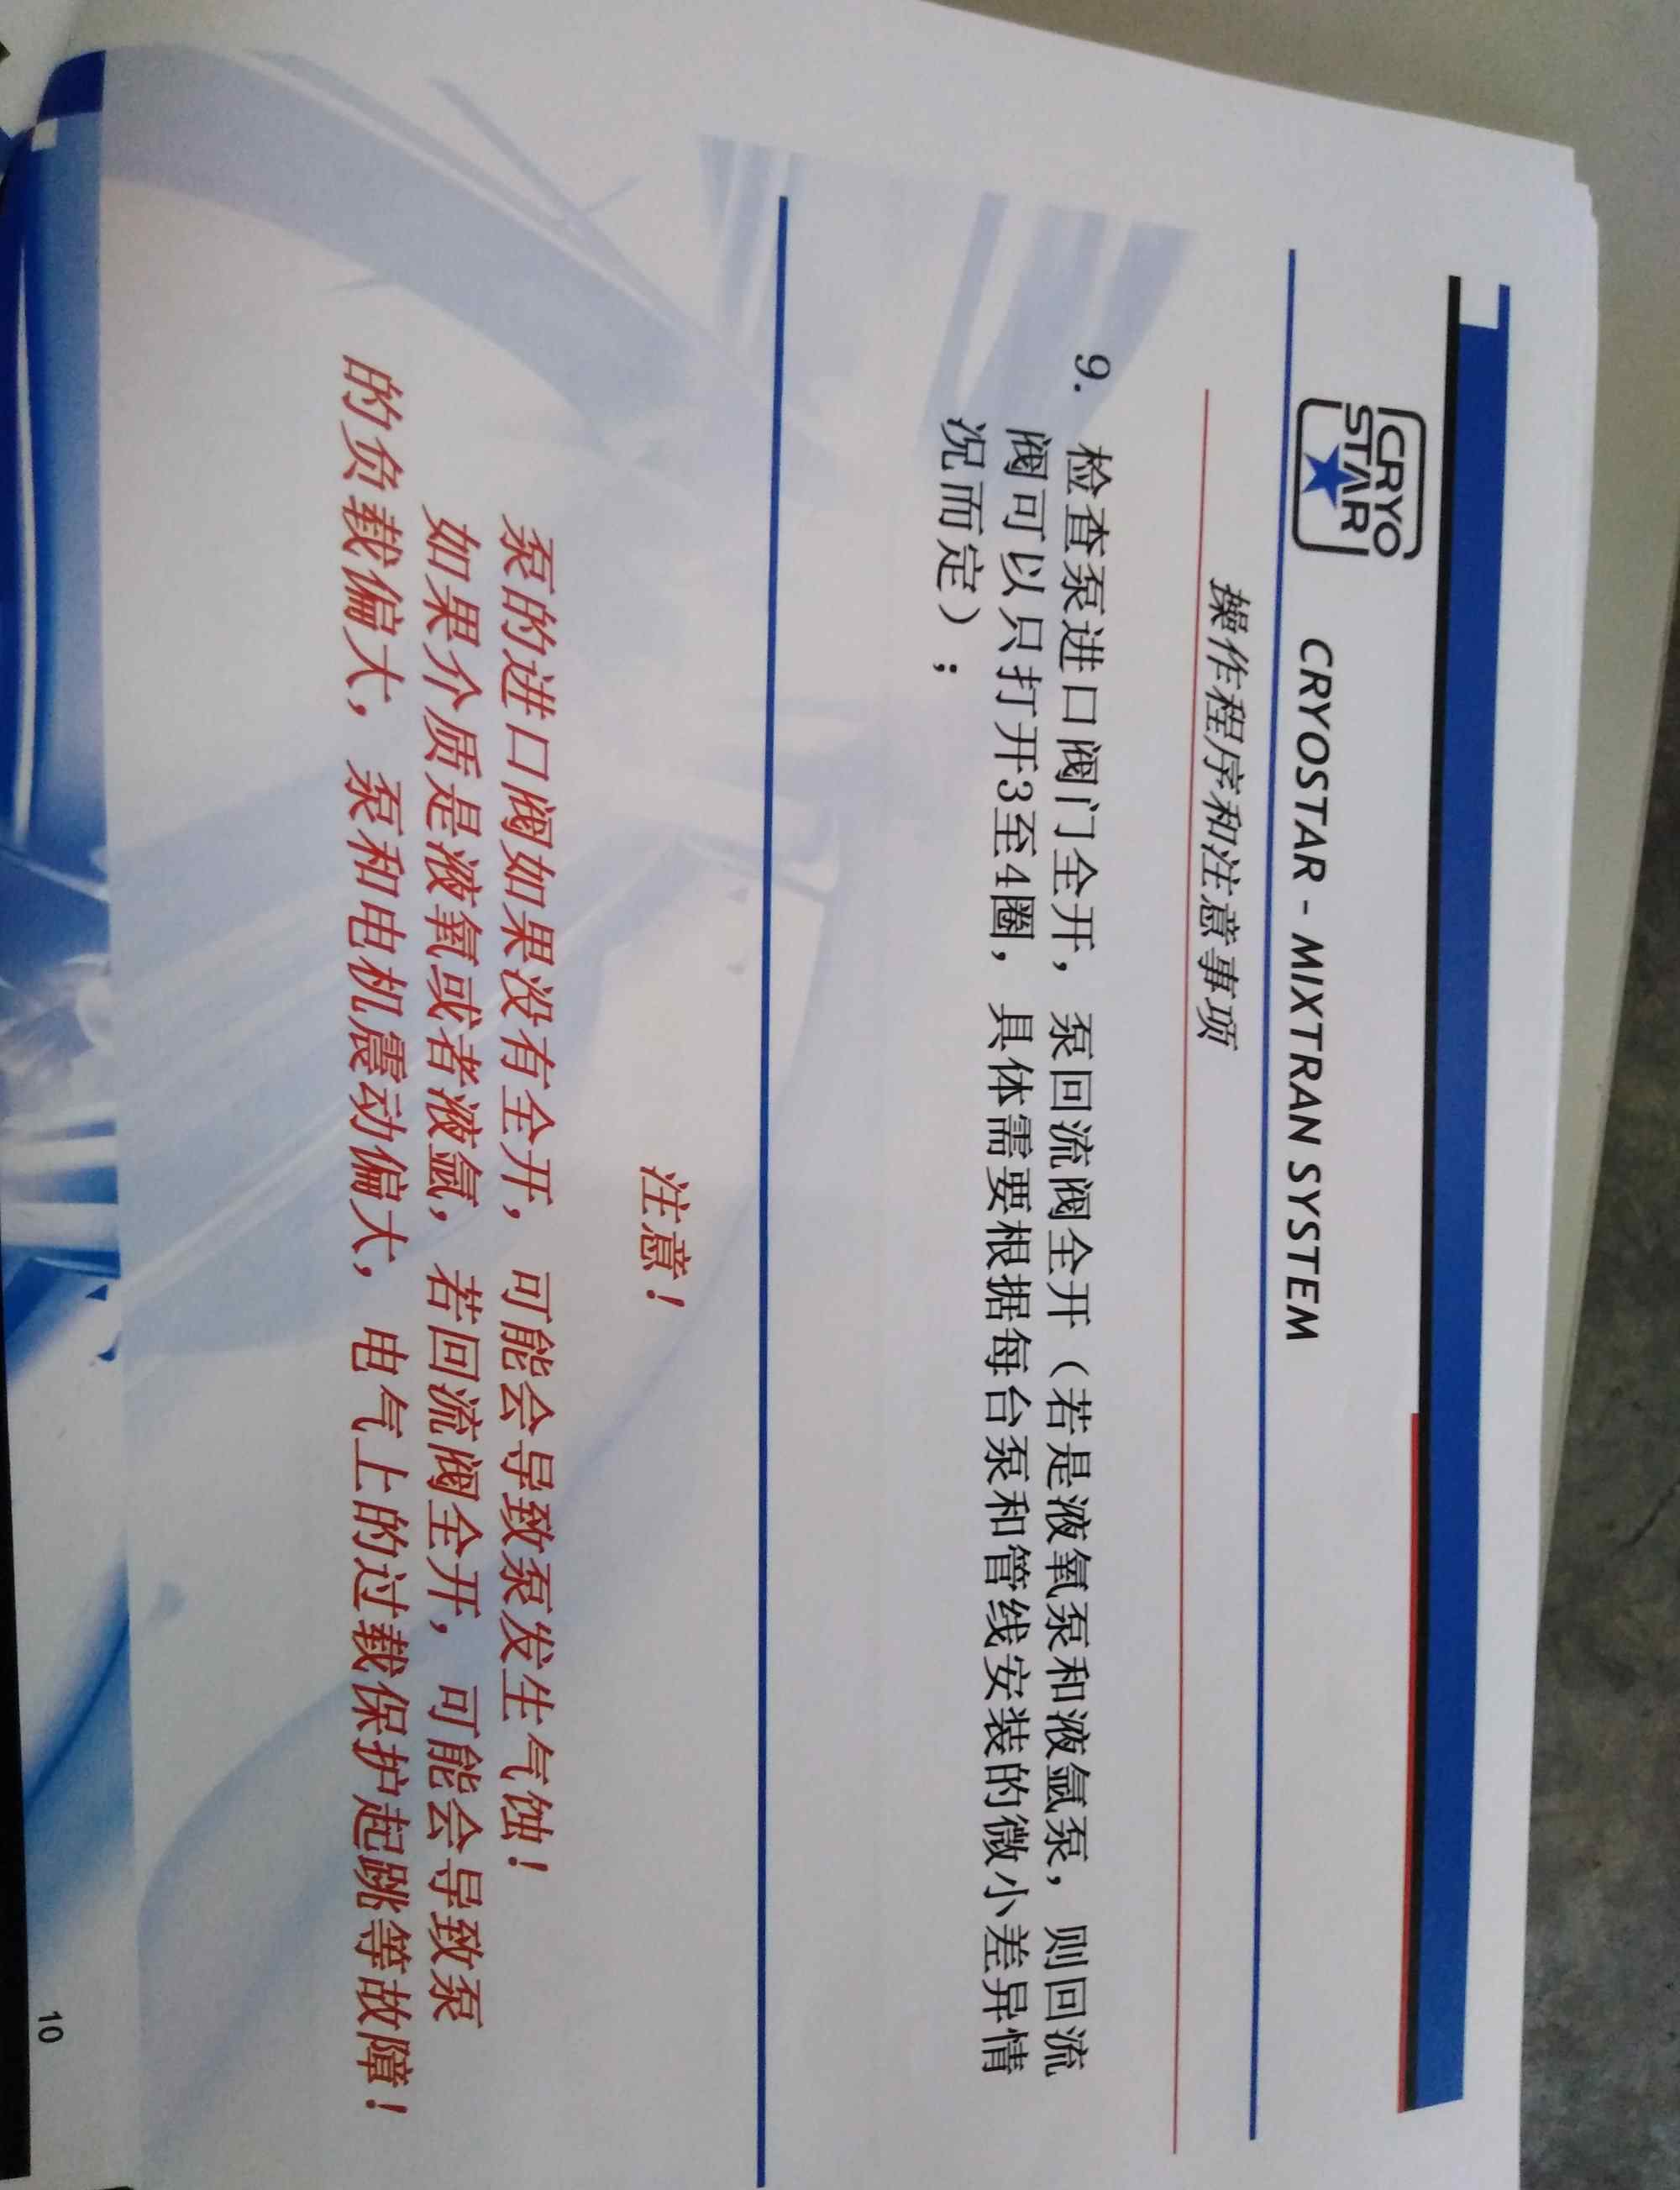 CRYO
STAR
CRYOSTAR - MIXTRAN SYSTEM
操作程序和注意事项
9. 检查泵进口阀门全开，泵回流阀全开（若是液氧泵和液氩泵，则回流
阀可以只打开3至4圈，具体需要根据每台泵和管线安装的微小差异情
况而定）；
注意！
泵的进口阀如果没有全开，可能会导致泵发生气蚀！
如果介质是液氧或者液氩，若回流阀全开，可能会导致泵
的负载偏大，泵和电机震动偏大，电气上的过载保护起跳等故障！
10